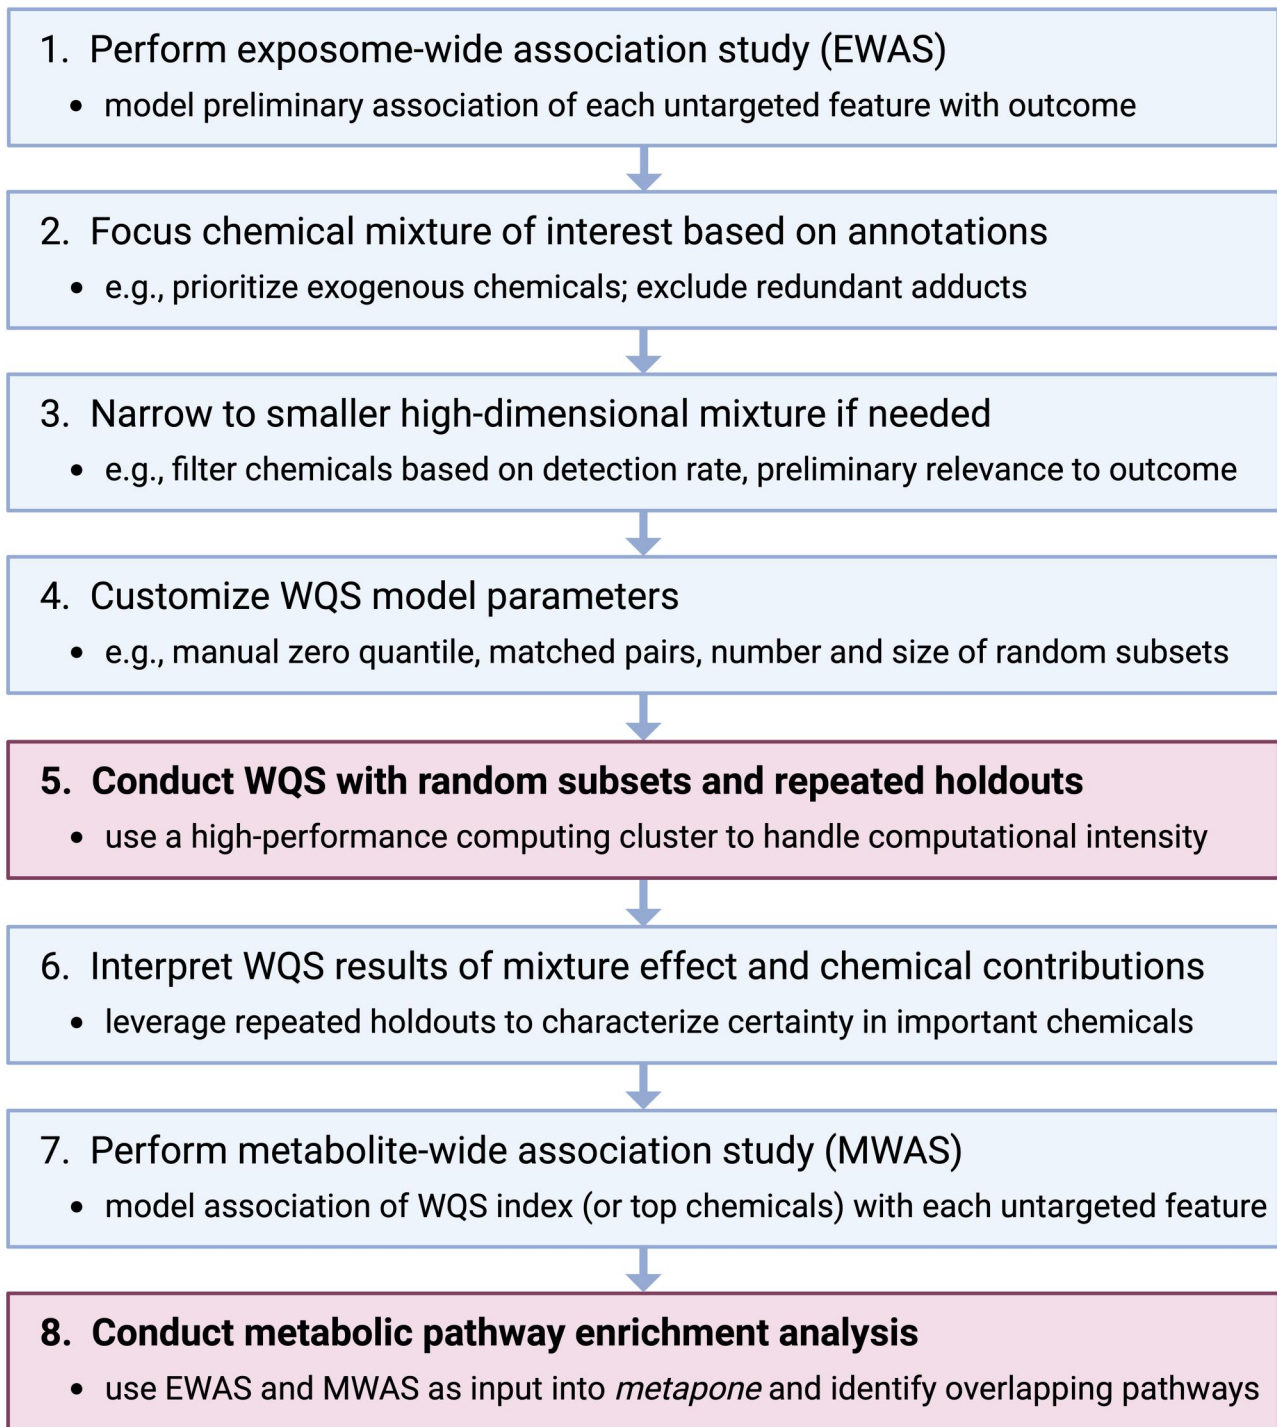 1. Perform exposome-wide association study (EWAS)
• model preliminary association of each untargeted feature with outcome
2. Focus chemical mixture of interest based on annotations
• e.g., prioritize exogenous chemicals; exclude redundant adducts
3. Narrow to smaller high-dimensional mixture if needed
• e.g., filter chemicals based on detection rate, preliminary relevance to outcome
4. Customize WQS model parameters
• e.g., manual zero quantile, matched pairs, number and size of random subsets
5. Conduct WQS with random subsets and repeated holdouts
• use a high-performance computing cluster to handle computational intensity
6. Interpret WQS results of mixture effect and chemical contributions
• leverage repeated holdouts to characterize certainty in important chemicals
7. Perform metabolite-wide association study (MWAS)
• model association of WQS index (or top chemicals) with each untargeted feature
8. Conduct metabolic pathway enrichment analysis
• use EWAS and MWAS as input into metapone and identify overlapping pathways